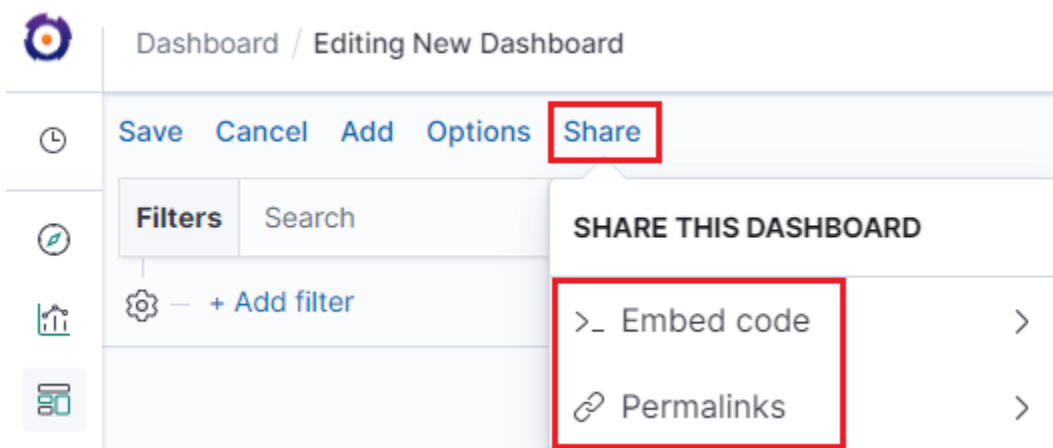 Dashboard / Editing New Dashboard
Save Cancel Add Options Share
Filters Search
SHARE THIS DASHBOARD
+ Add filter
>_ Embed code
Permalinks